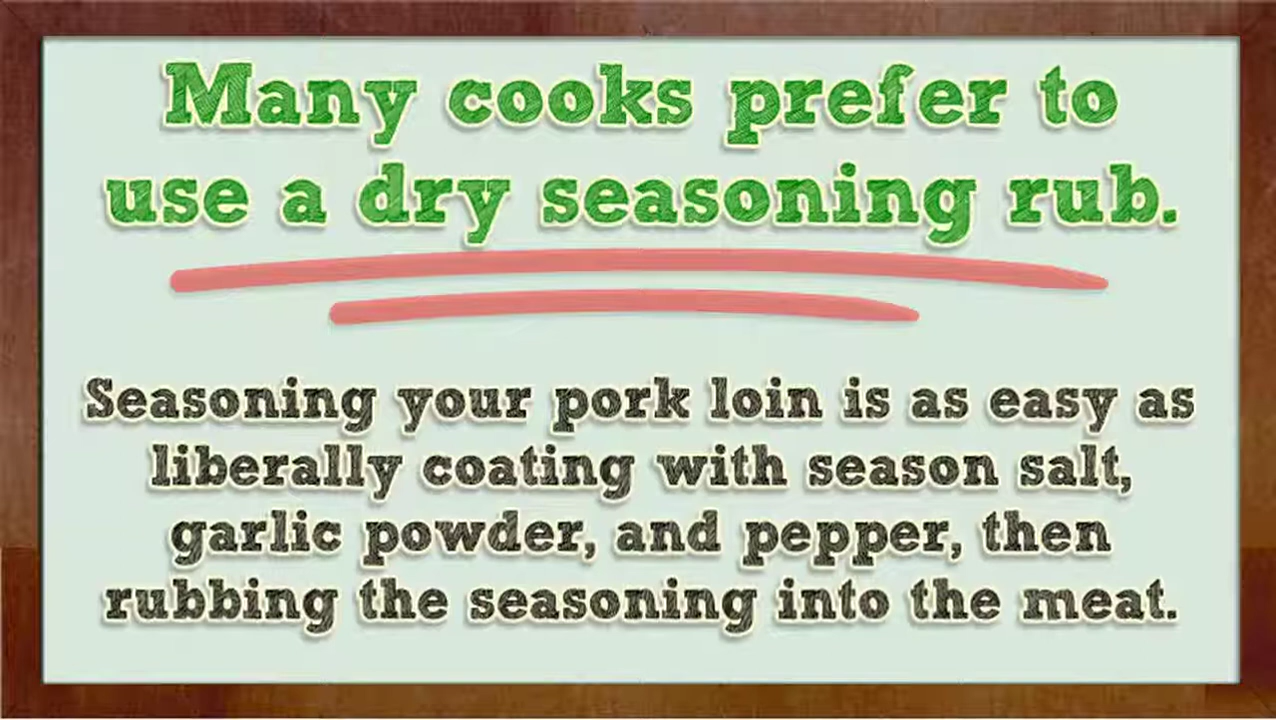 Many cooks prefer to
use a dry seasoning rub.
Seasoning your pork loin is as easy as
liberally coating with season salt,
garlic powder, and pepper, then
rubbing the seasoning into the meat.